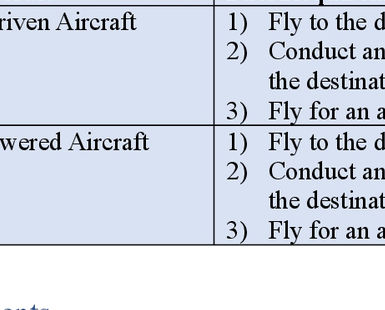 riven Aircraft 1) Fly to the d
2) Conduct an
the destinat
3) Fly for an a
wered Aircraft 1) Fly to the d
2) Conduct an
the destinat
3) Fly for an a